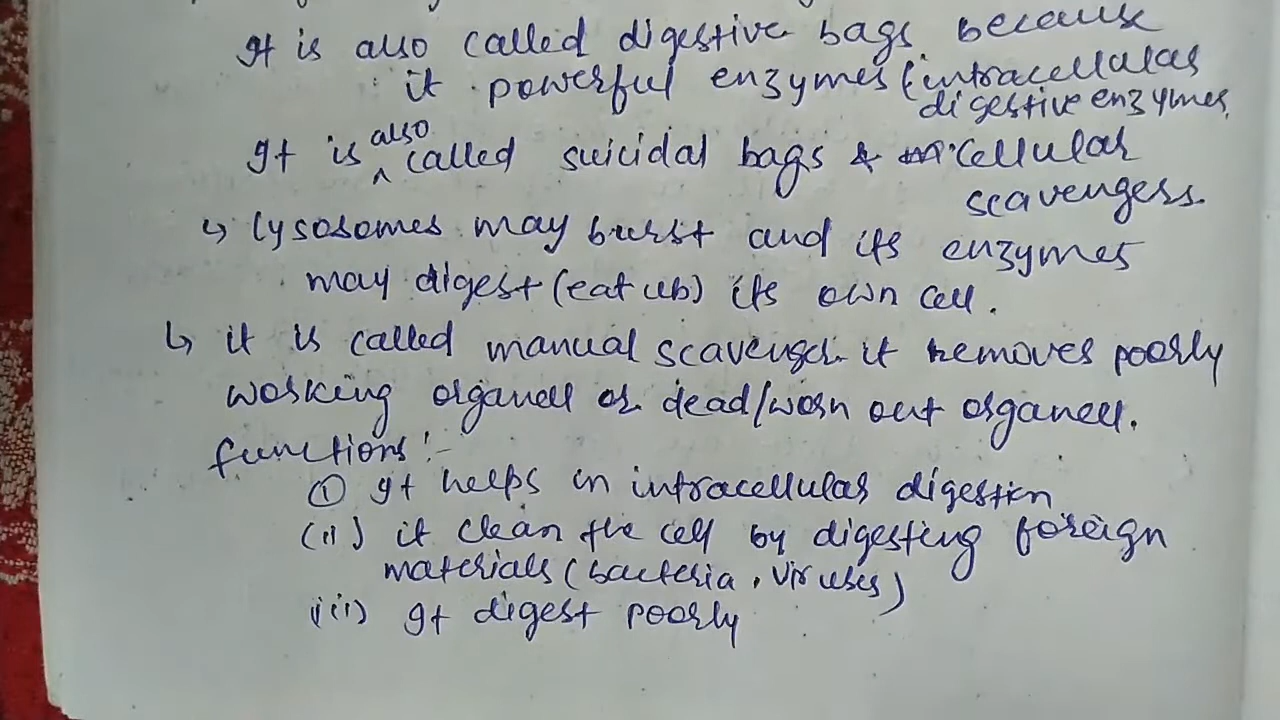 It is also called digestive bags because
it powerful enzymes (intracellular
digestive enzymes,
It is also called suicidal bags & cellular
scavengers.
↳ lysosomes may burst and its enzymes
may digest (eat ub) its own cell.
↳ it is called manual scavenger it removes poorly
working organell or dead/worn out organell.
functions:-
(i) It helps in intracellular digestion
(ii) it clean the cell by digesting foreign
materials (bacteria, viruses)
(iii) It digest poorly